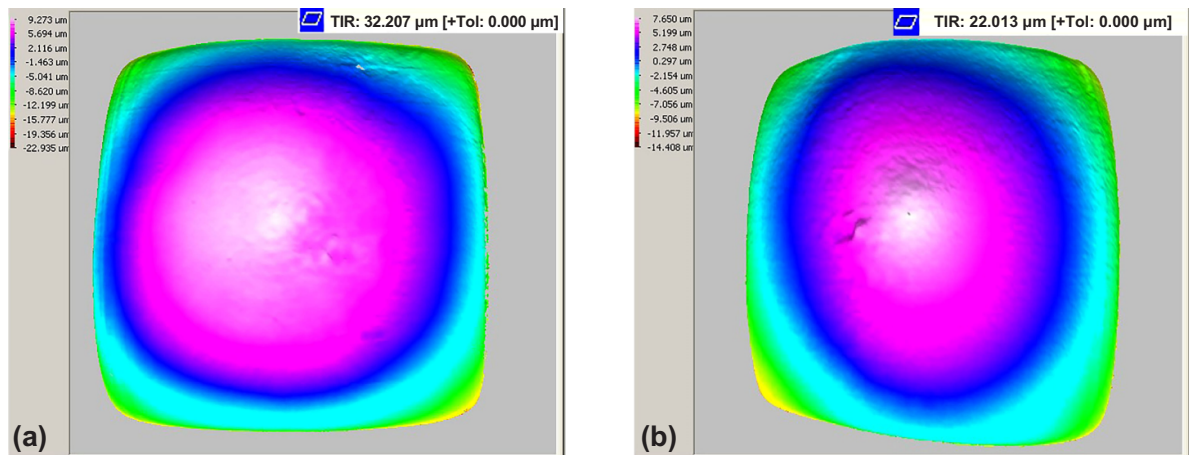 TIR: 32.207 µm [+Tol: 0.000 µm]
9.273 um
5.694 um
2.116 um
-1.463 um
-5.041 um
-8.620 um
-12.199 um
-15.777 um
-19.356 um
-22.935 um
(a)
TIR: 22.013 µm [+Tol: 0.000 µm]
7.650 um
5.199 um
2.748 um
0.297 um
-2.154 um
-4.605 um
-7.056 um
-9.506 um
-11.957 um
-14.408 um
(b)